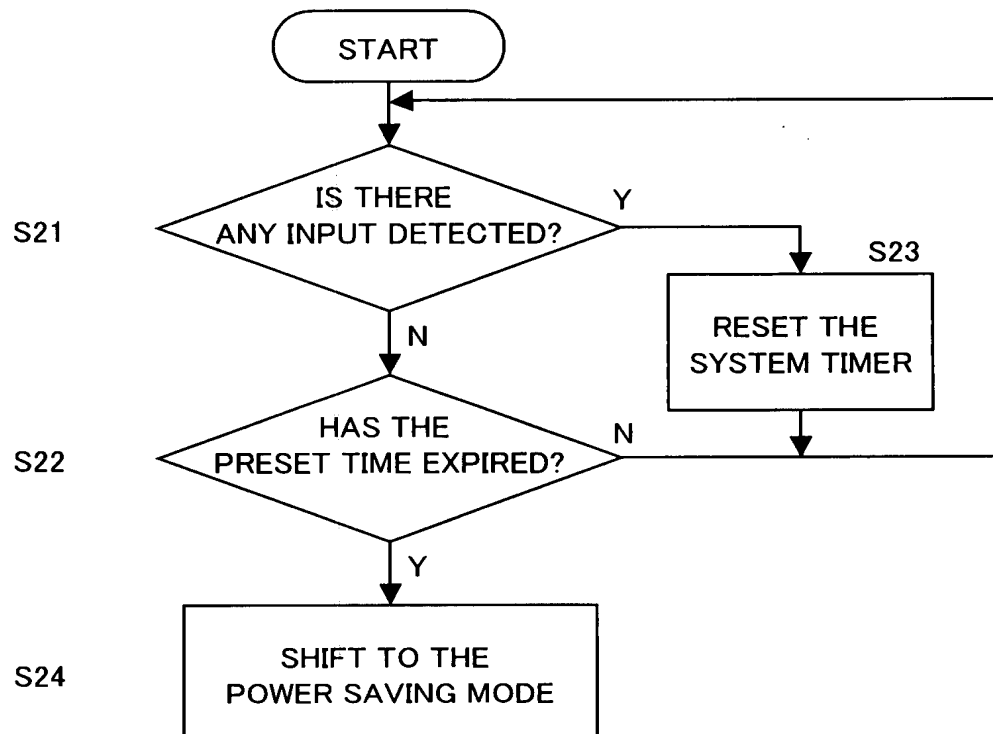 START
S21
IS THERE
ANY INPUT DETECTED?
Y
N
S23
RESET THE
SYSTEM TIMER
S22
HAS THE
PRESET TIME EXPIRED?
N
Y
S24
SHIFT TO THE
POWER SAVING MODE